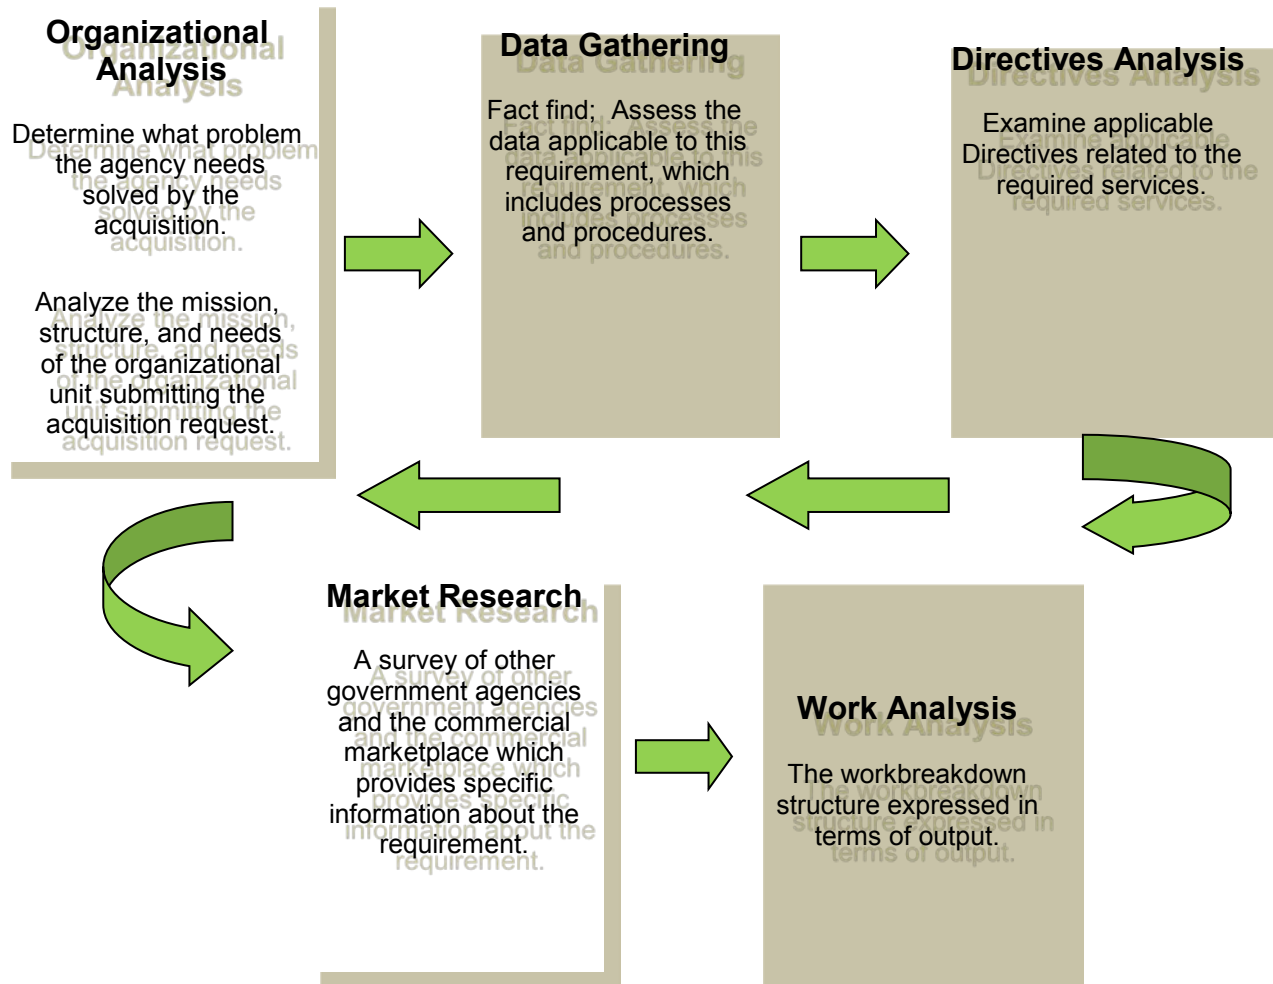 Organizational
Analysis
Determine what problem
the agency needs
solved by the
acquisition.
Analyze the mission,
structure, and needs
of the organizational
unit submitting the
acquisition request.
Data Gathering
Fact find;  Assess the
data applicable to this
requirement, which
includes processes
and procedures.
Directives Analysis
Examine applicable
Directives related to the
required services.
Market Research
A survey of other
government agencies
and the commercial
marketplace which
provides specific
information about the
requirement.
Work Analysis
The workbreakdown
structure expressed in
terms of output.